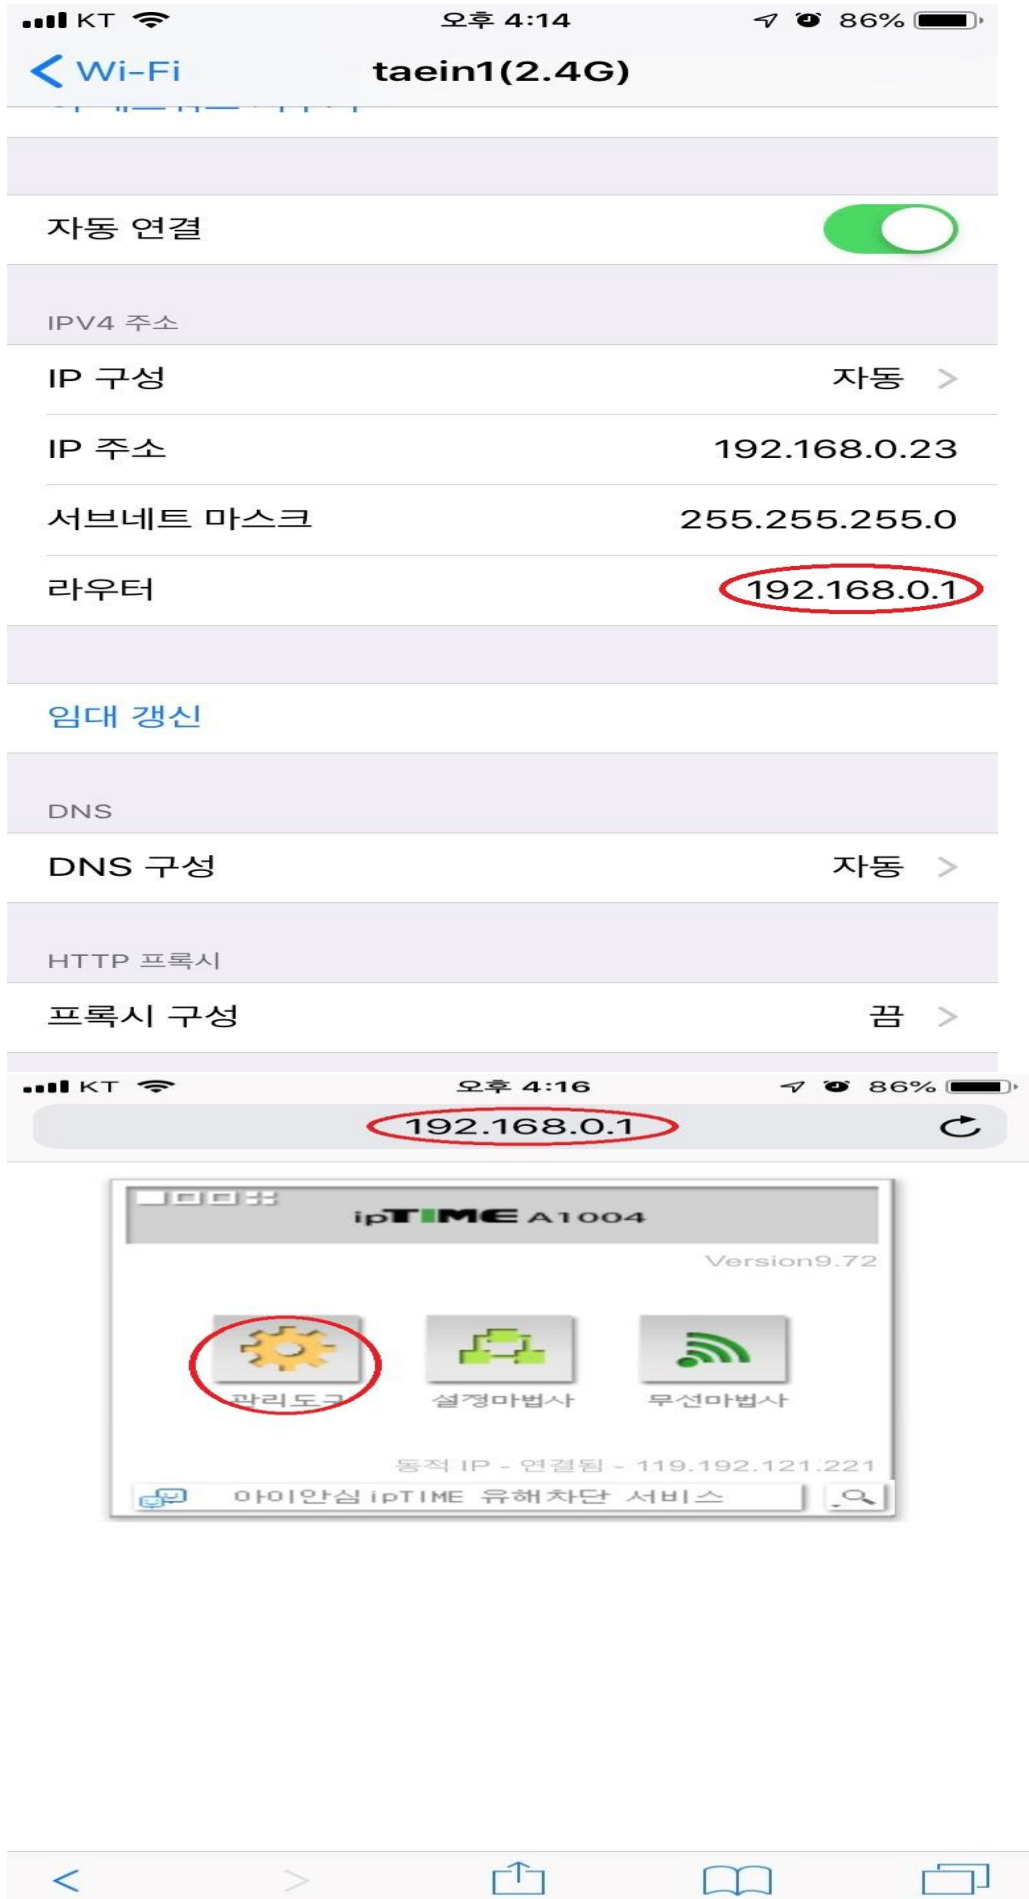 KT 오후 4:14 86%
Wi-Fi taein1(2.4G)
자동 연결
IPV4 주소
IP 구성 자동
IP 주소 192.168.0.23
서브네트 마스크 255.255.255.0
라우터 192.168.0.1
임대 갱신
DNS
DNS 구성 자동
HTTP 프록시
프록시 구성 끔
KT 오후 4:16 86%
192.168.0.1
ipTIME A1004
Version9.72
관리도구 설정마법사 무선마법사
동적 IP - 연결됨 - 119.192.121.221
아이안심 ipTIME 유해차단 서비스